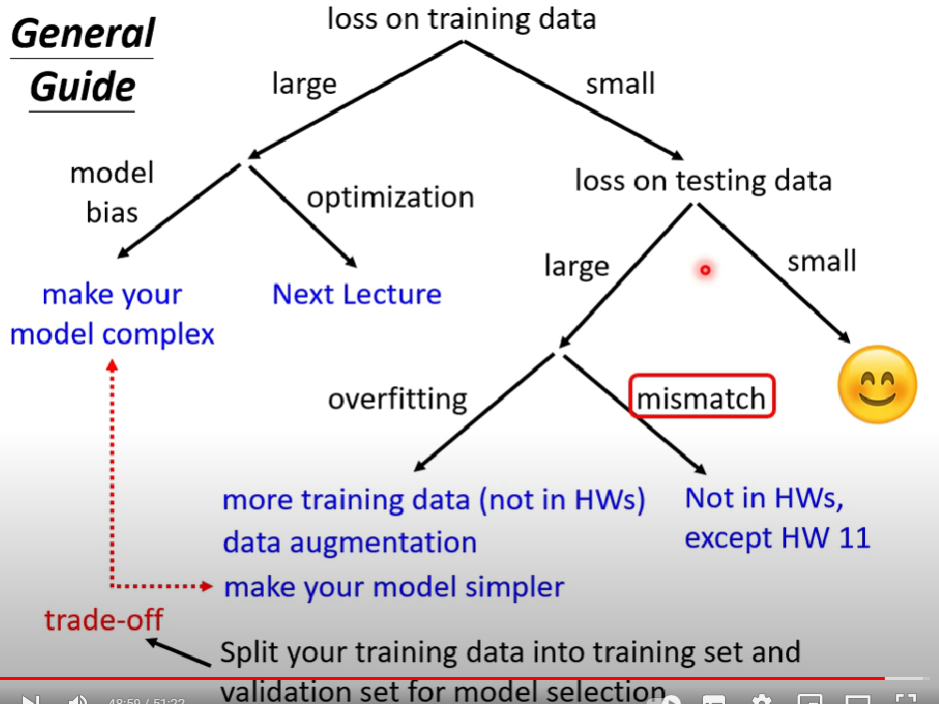 General
Guide
loss on training data
large
small
model
bias
optimization
loss on testing data
make your
model complex
Next Lecture
large
small
overfitting
mismatch
more training data (not in HWs)
data augmentation
make your model simpler
Not in HWs,
except HW 11
trade-off
Split your training data into training set and
validation set for model selection
48:59 / 51:22